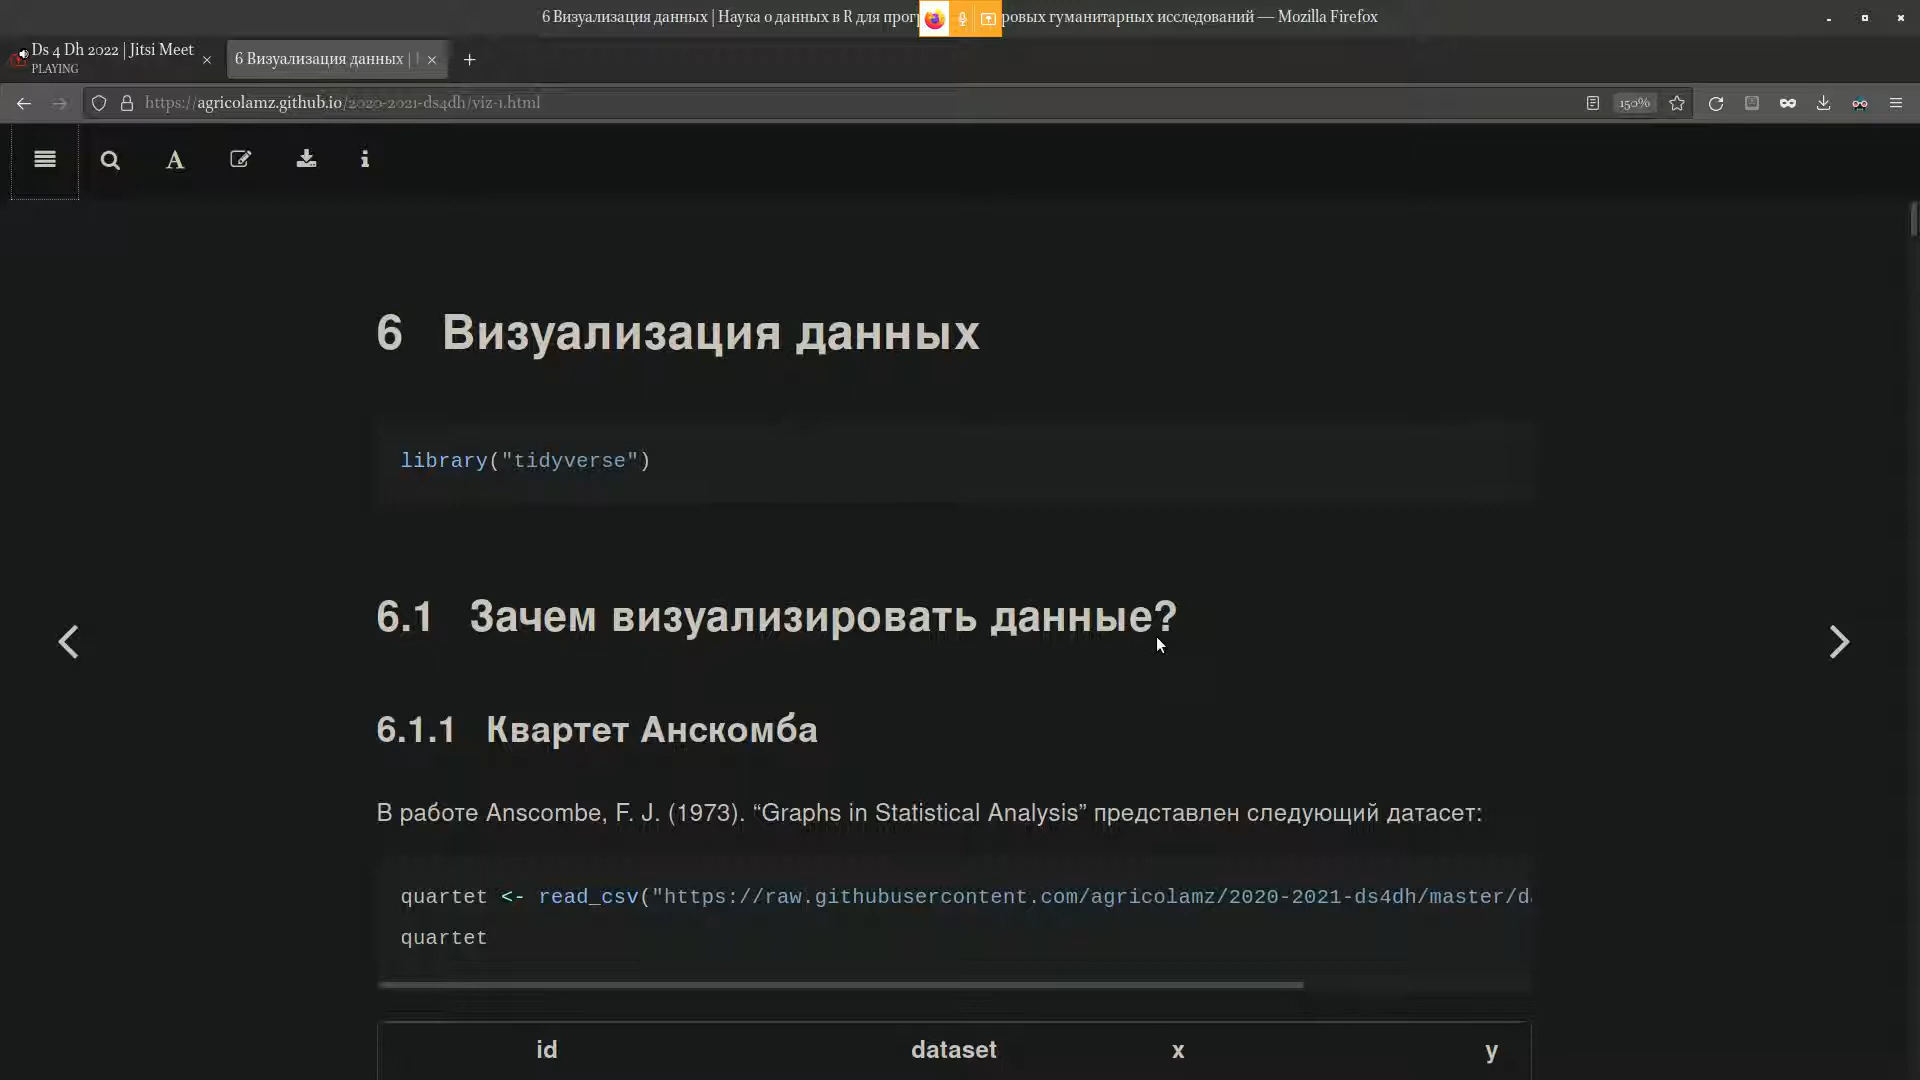 6 Визуализация данных | Наука о данных в R для прог
ровых гуманитарных исследований — Mozilla Firefox
Ds 4 Dh 2022 | Jitsi Meet
PLAYING
6 Визуализация данных |
https://agricolamz.github.io/2020-2021-ds4dh/viz-1.html
150%
6 Визуализация данных
library("tidyverse")
6.1 Зачем визуализировать данные?
6.1.1 Квартет Анскомба
В работе Anscombe, F. J. (1973). “Graphs in Statistical Analysis” представлен следующий датасет:
quartet <- read_csv("https://raw.githubusercontent.com/agricolamz/2020-2021-ds4dh/master/d
quartet
id dataset x y